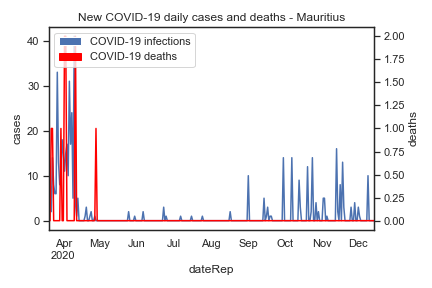 New COVID-19 daily cases and deaths - Mauritius
COVID-19 infections
COVID-19 deaths
40
30
20
10
0
cases
2.00
1.75
1.50
1.25
1.00
0.75
0.50
0.25
0.00
deaths
Apr May Jun Jul Aug Sep Oct Nov Dec
2020
dateRep